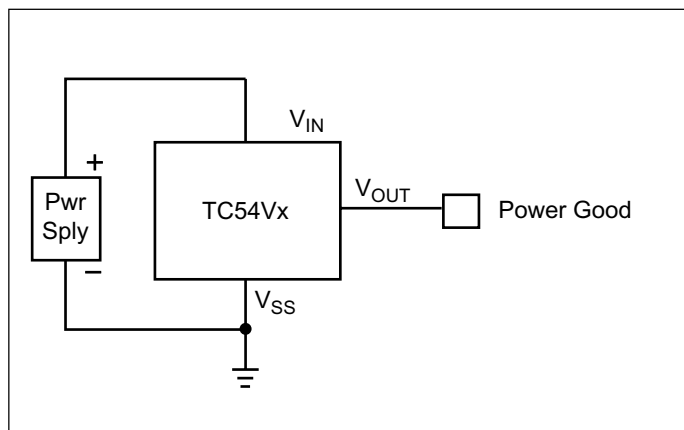 V_IN
+
Pwr
Sply
−
TC54Vx
V_OUT
Power Good
V_SS